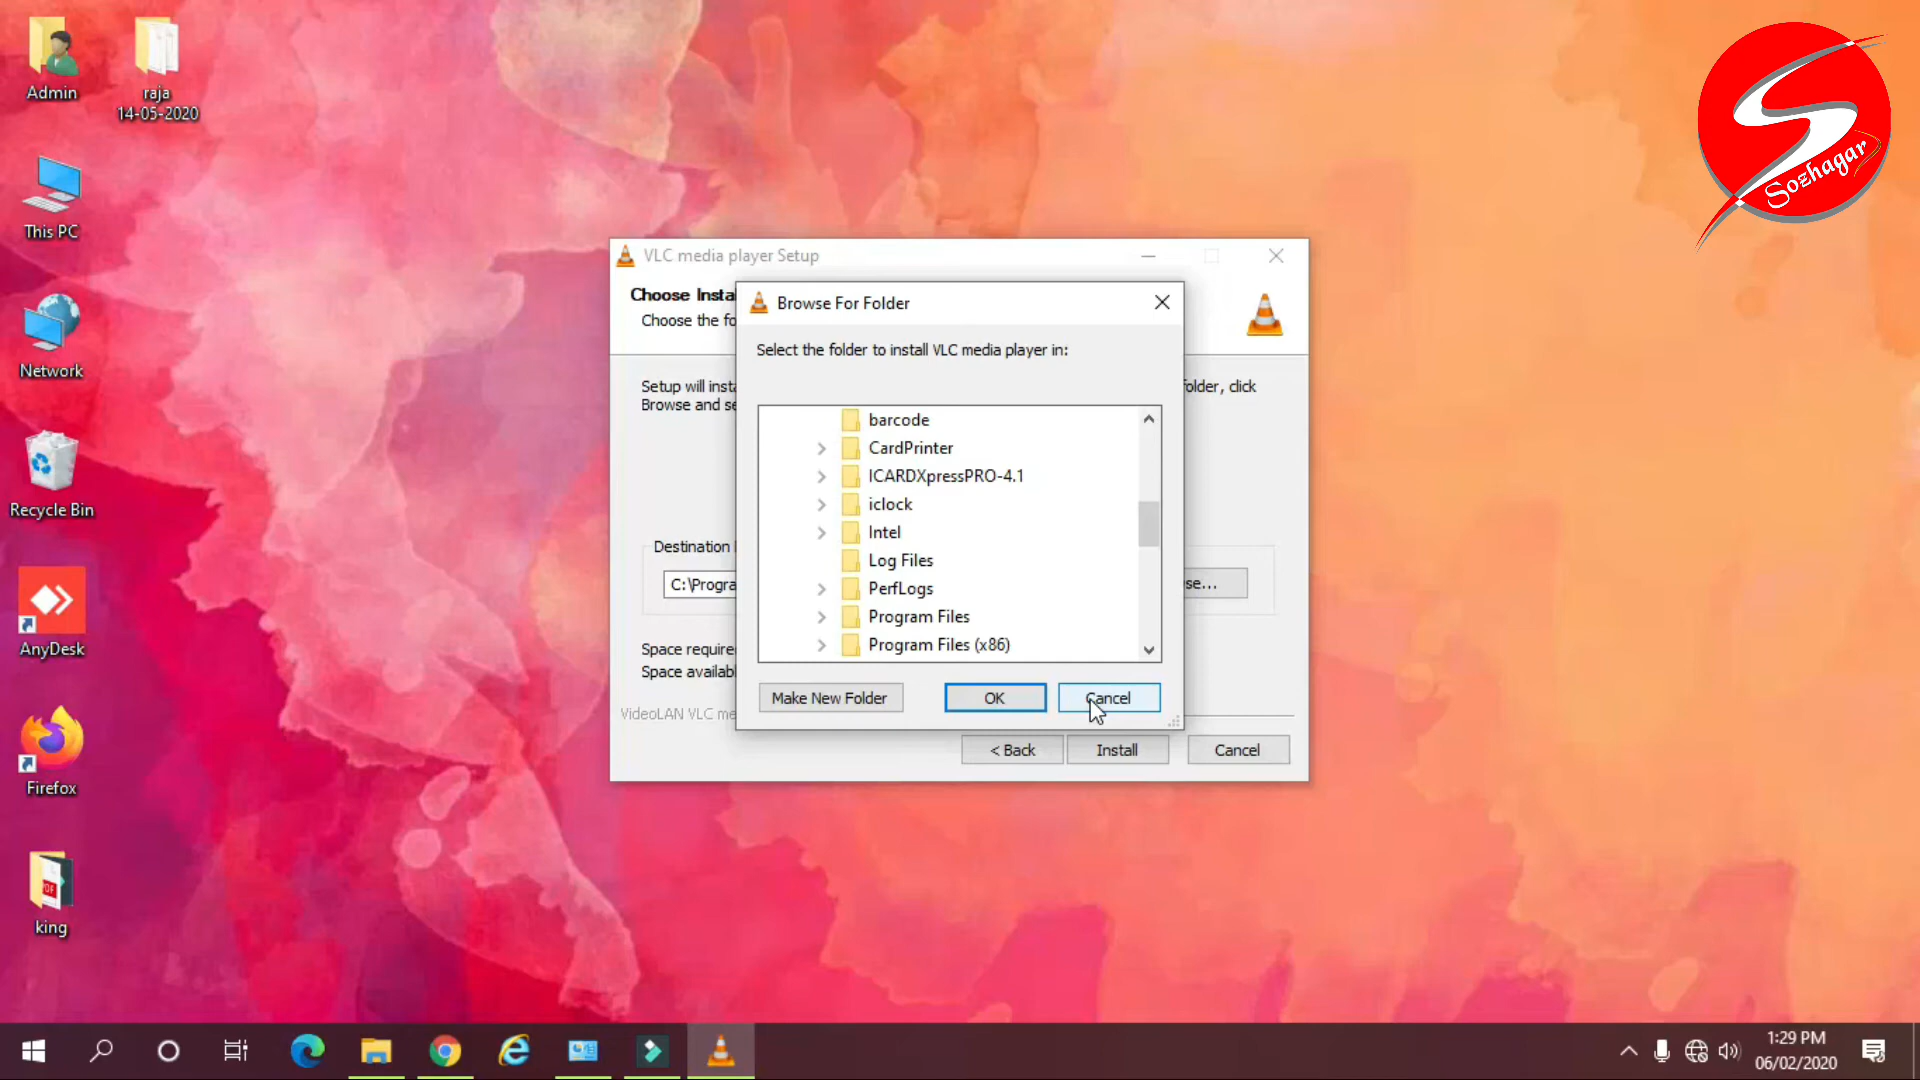 Admin
raja
14-05-2020
This PC
Network
Recycle Bin
AnyDesk
Firefox
PDF
king
Sozhagar
VLC media player Setup
Choose Insta
Choose the fo
Setup will insta
older, click
Browse and se
Destination
C:\Progra
se...
Space require
Space availab
VideoLAN VLC me
< Back
Install
Cancel
Browse For Folder
Select the folder to install VLC media player in:
barcode
CardPrinter
ICARDXpressPRO-4.1
iclock
Intel
Log Files
PerfLogs
Program Files
Program Files (x86)
Make New Folder
OK
Cancel
1:29 PM
06/02/2020